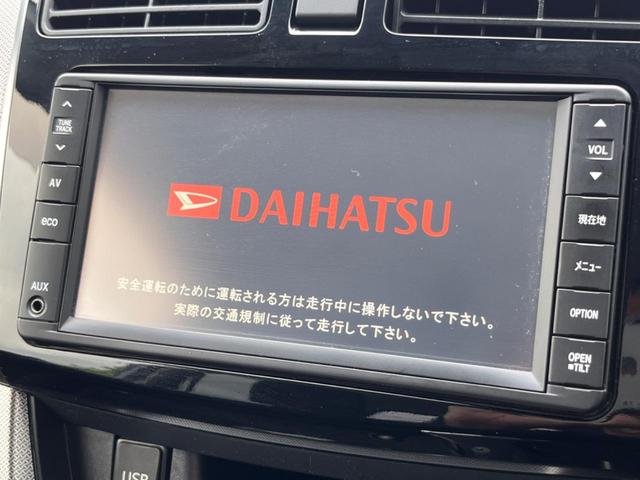 TUNE
TRACK
AV
eco
AUX
DAIHATSU
安全運転のために運転される方は走行中に操作しないで下さい。
実際の交通規制に従って走行して下さい。
VOL
現在地
メニュー
OPTION
OPEN
TILT
USB